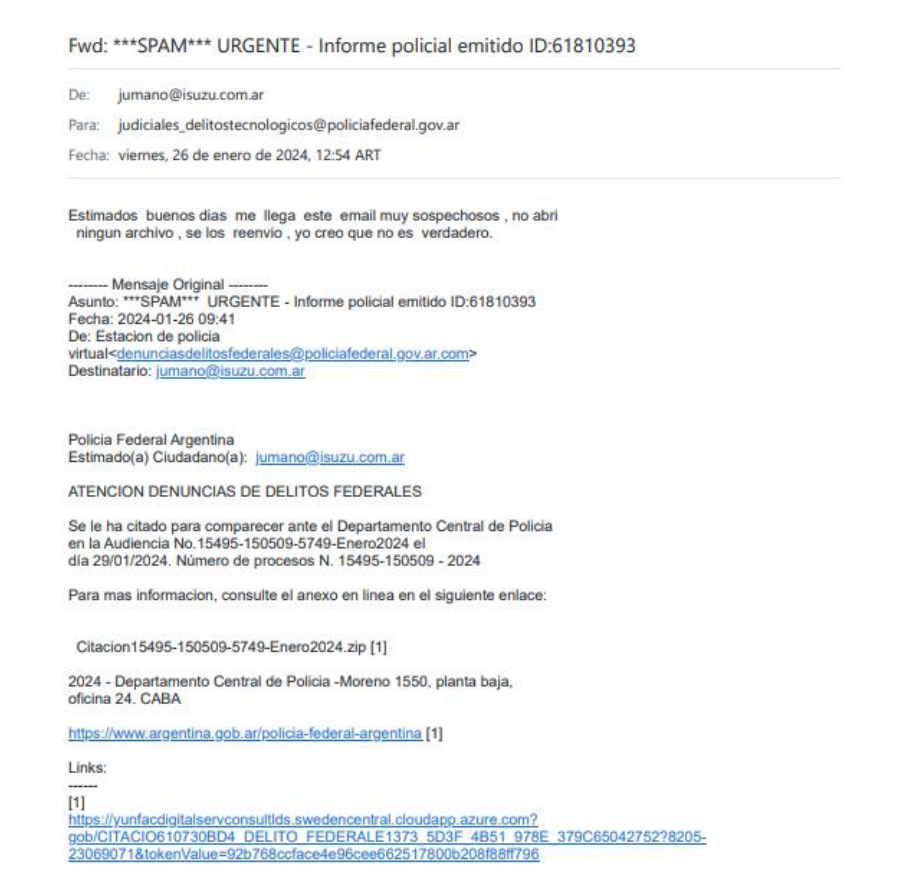 Fwd: ***SPAM*** URGENTE - Informe policial emitido ID:61810393
De: jumano@isuzu.com.ar
Para: judiciales_delitostecnologicos@policiafederal.gov.ar
Fecha: viernes, 26 de enero de 2024, 12:54 ART
Estimados buenos dias me llega este email muy sospechosos , no abri
ningun archivo , se los reenvio , yo creo que no es verdadero.
-------- Mensaje Original --------
Asunto: ***SPAM*** URGENTE - Informe policial emitido ID:61810393
Fecha: 2024-01-26 09:41
De: Estacion de policia
virtual<denunciasdelitosfederales@policiafederal.gov.ar.com>
Destinatario: jumano@isuzu.com.ar
Policia Federal Argentina
Estimado(a) Ciudadano(a): jumano@isuzu.com.ar
ATENCION DENUNCIAS DE DELITOS FEDERALES
Se le ha citado para comparecer ante el Departamento Central de Policia
en la Audiencia No.15495-150509-5749-Enero2024 el
día 29/01/2024. Número de procesos N. 15495-150509 - 2024
Para mas informacion, consulte el anexo en linea en el siguiente enlace:
Citacion15495-150509-5749-Enero2024.zip [1]
2024 - Departamento Central de Policia -Moreno 1550, planta baja,
oficina 24. CABA
https://www.argentina.gob.ar/policia-federal-argentina [1]
Links:
------
[1]
https://yunfacdigitalservconsultlds.swedencentral.cloudapp.azure.com?
gob/CITACIO610730BD4_DELITO_FEDERALE1373_5D3F_4B51_978E_379C65042752?8205-
23069071&tokenValue=92b768ccface4e96cee662517800b208f88ff796